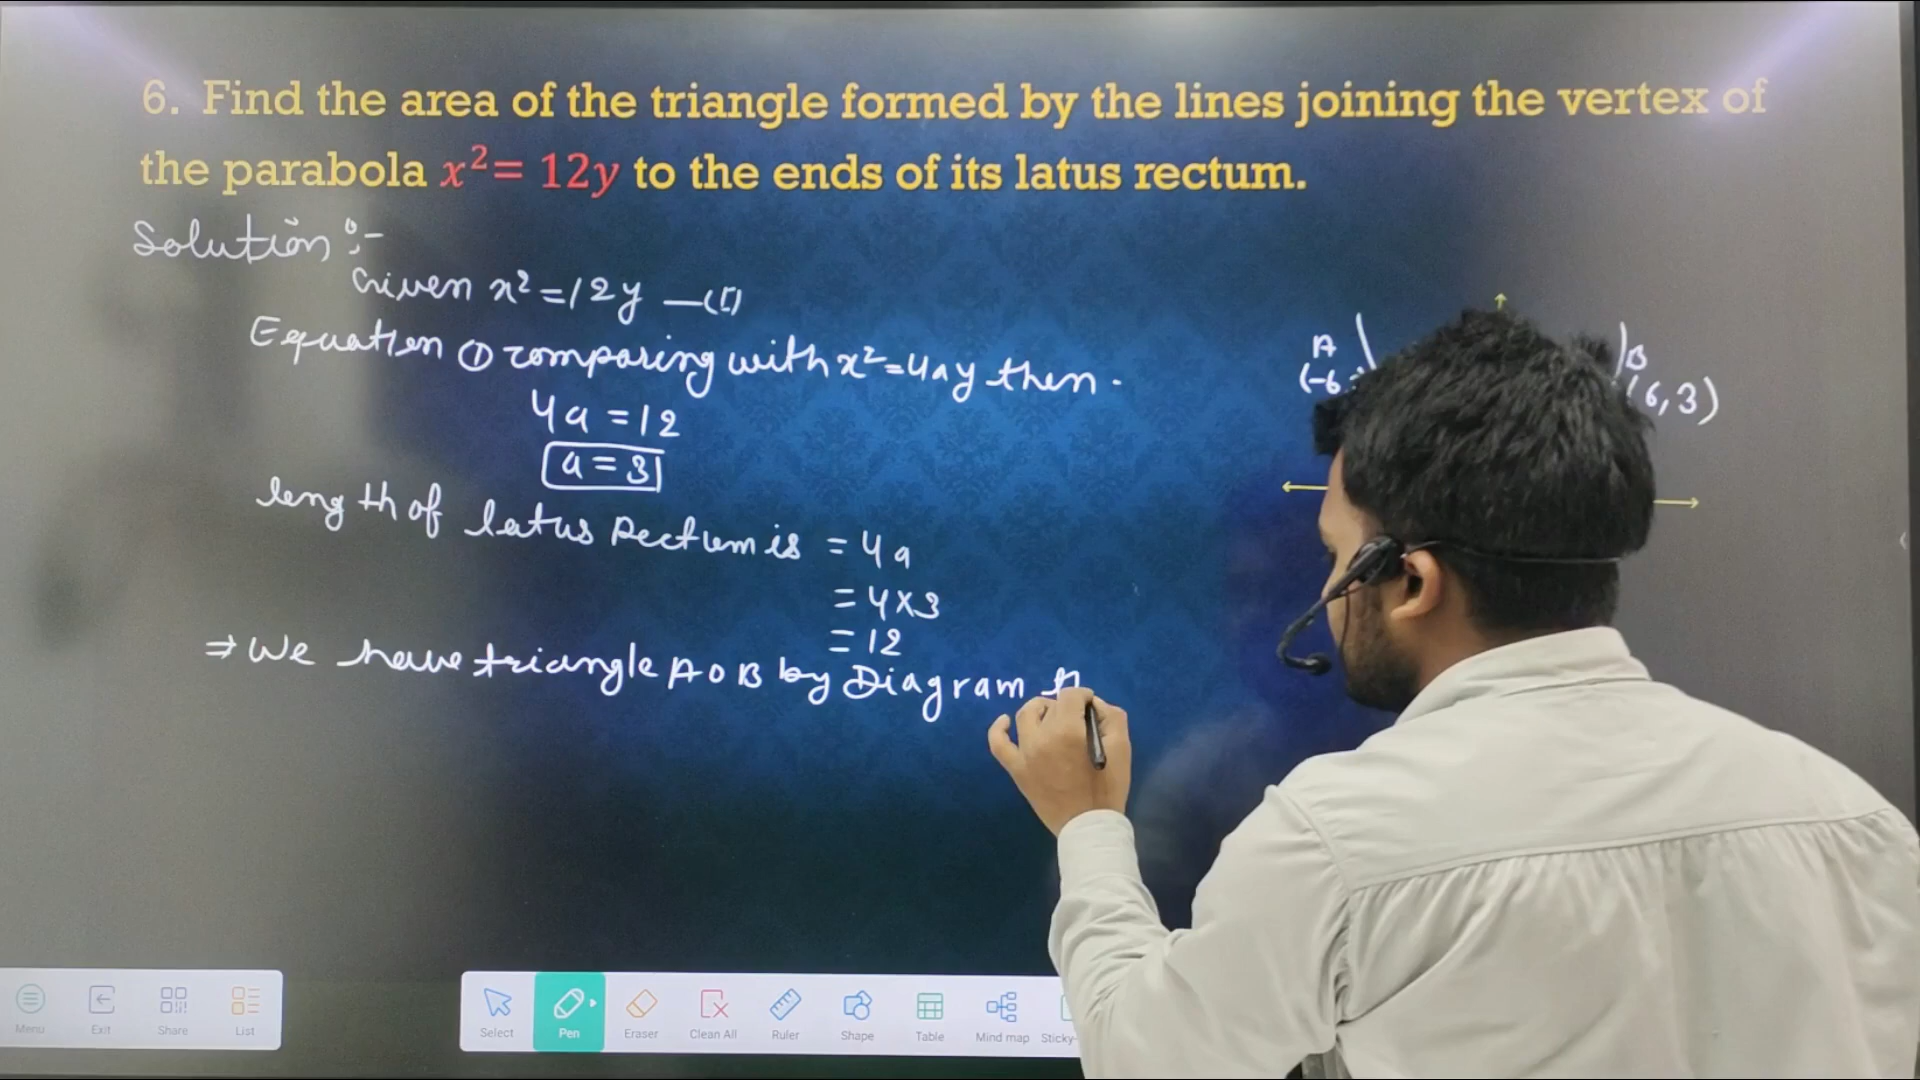 6. Find the area of the triangle formed by the lines joining the vertex of
the parabola x²= 12y to the ends of its latus rectum.
Solution :-
Given x² = 12y —(1)
Equation ① comparing with x² = 4ay then.
4a = 12
a = 3
length of latus Rectum is = 4a
= 4×3
= 12
⇒ We have triangle AOB by Diagram
A
(-6
B
(6,3)
Menu
Exit
Share
List
Select
Pen
Eraser
Clean All
Ruler
Shape
Table
Mind map
Sticky-